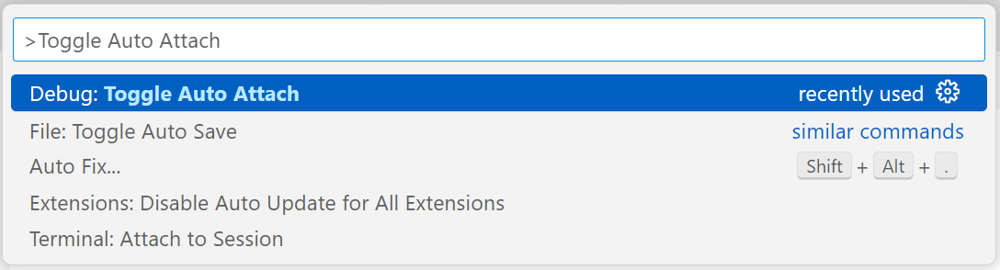 >Toggle Auto Attach
Debug: Toggle Auto Attach recently used
File: Toggle Auto Save similar commands
Auto Fix... Shift + Alt + .
Extensions: Disable Auto Update for All Extensions
Terminal: Attach to Session